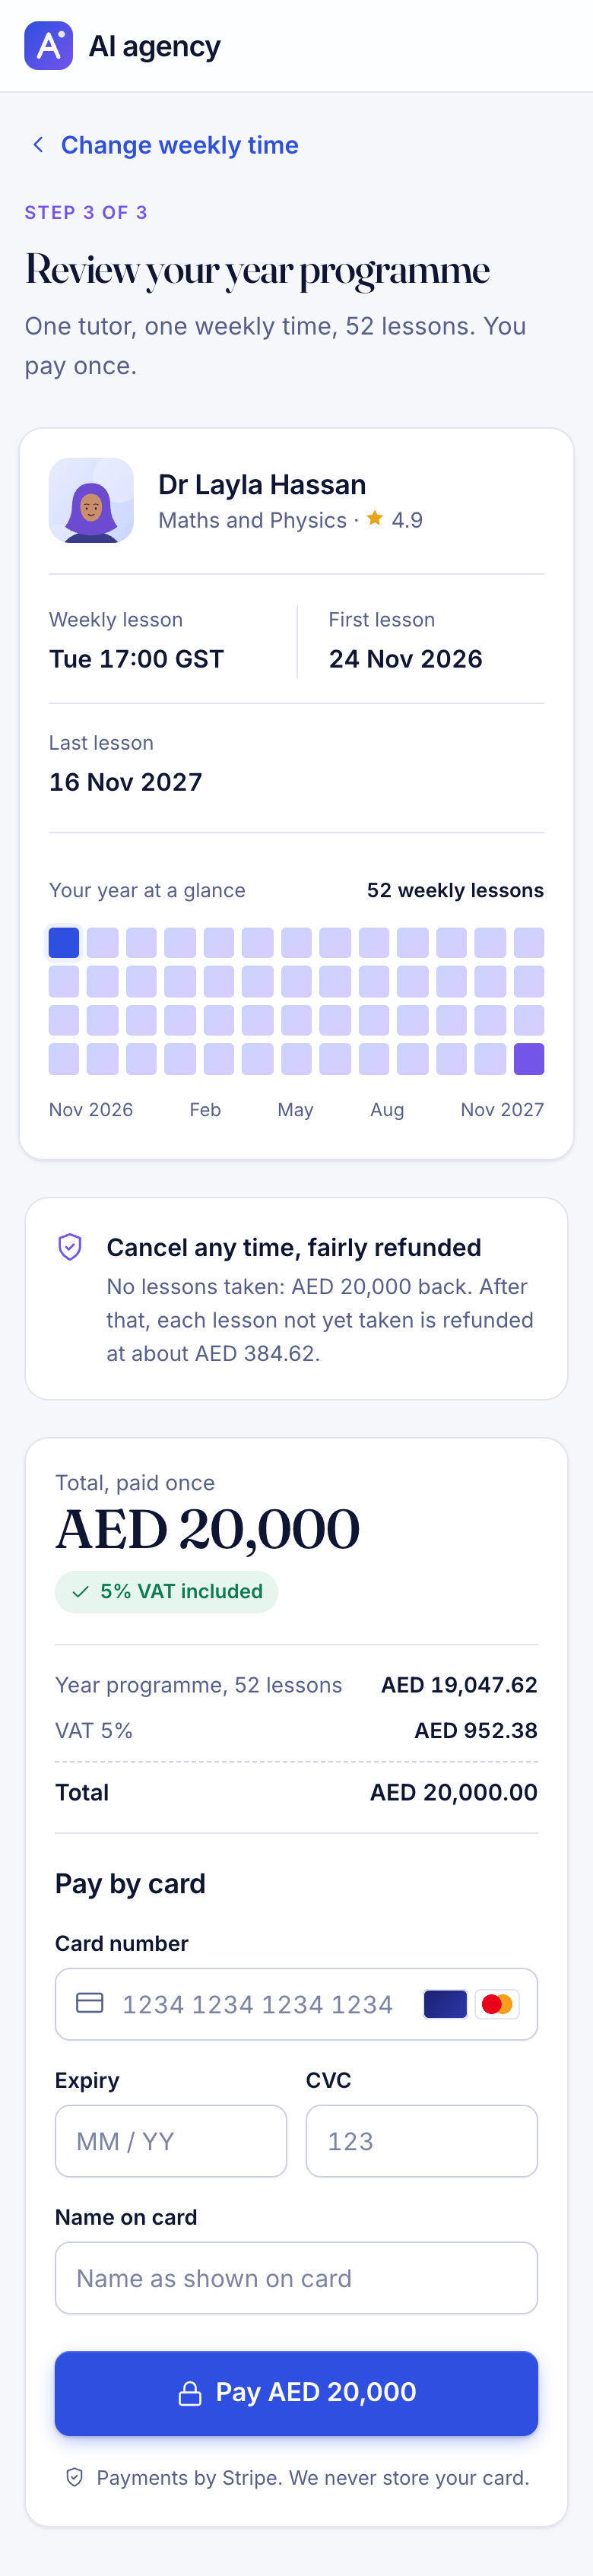 AI agency
Change weekly time
STEP 3 OF 3
Review your year programme
One tutor, one weekly time, 52 lessons. You
pay once.
Dr Layla Hassan
Maths and Physics · ★ 4.9
Weekly lesson
Tue 17:00 GST
First lesson
24 Nov 2026
Last lesson
16 Nov 2027
Your year at a glance
52 weekly lessons
Nov 2026 Feb May Aug Nov 2027
Cancel any time, fairly refunded
No lessons taken: AED 20,000 back. After
that, each lesson not yet taken is refunded
at about AED 384.62.
Total, paid once
AED 20,000
5% VAT included
Year programme, 52 lessons AED 19,047.62
VAT 5% AED 952.38
Total AED 20,000.00
Pay by card
Card number
1234 1234 1234 1234
Expiry
CVC
MM / YY
123
Name on card
Name as shown on card
Pay AED 20,000
Payments by Stripe. We never store your card.